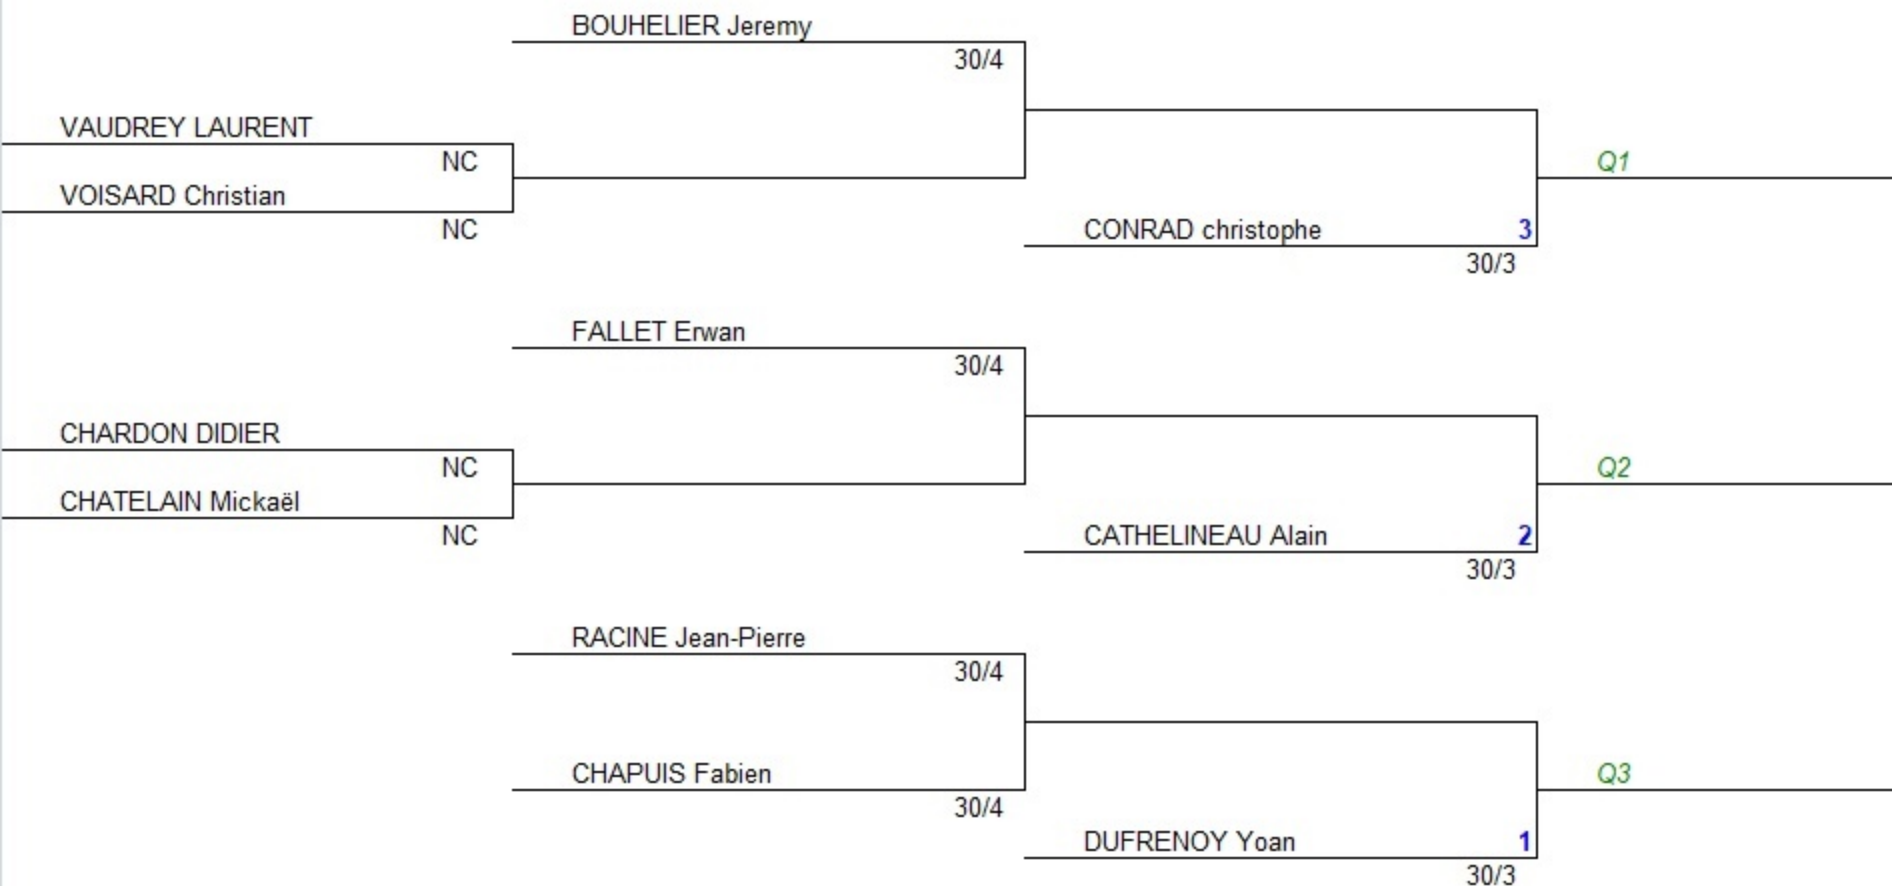 BOUHELIER Jeremy
30/4
VAUDREY LAURENT
NC
Q1
VOISARD Christian
NC
CONRAD christophe 3
30/3
FALLET Erwan
30/4
CHARDON DIDIER
NC
Q2
CHATELAIN Mickaël
NC
CATHELINEAU Alain 2
30/3
RACINE Jean-Pierre
30/4
CHAPUIS Fabien
Q3
30/4
DUFRENOY Yoan 1
30/3